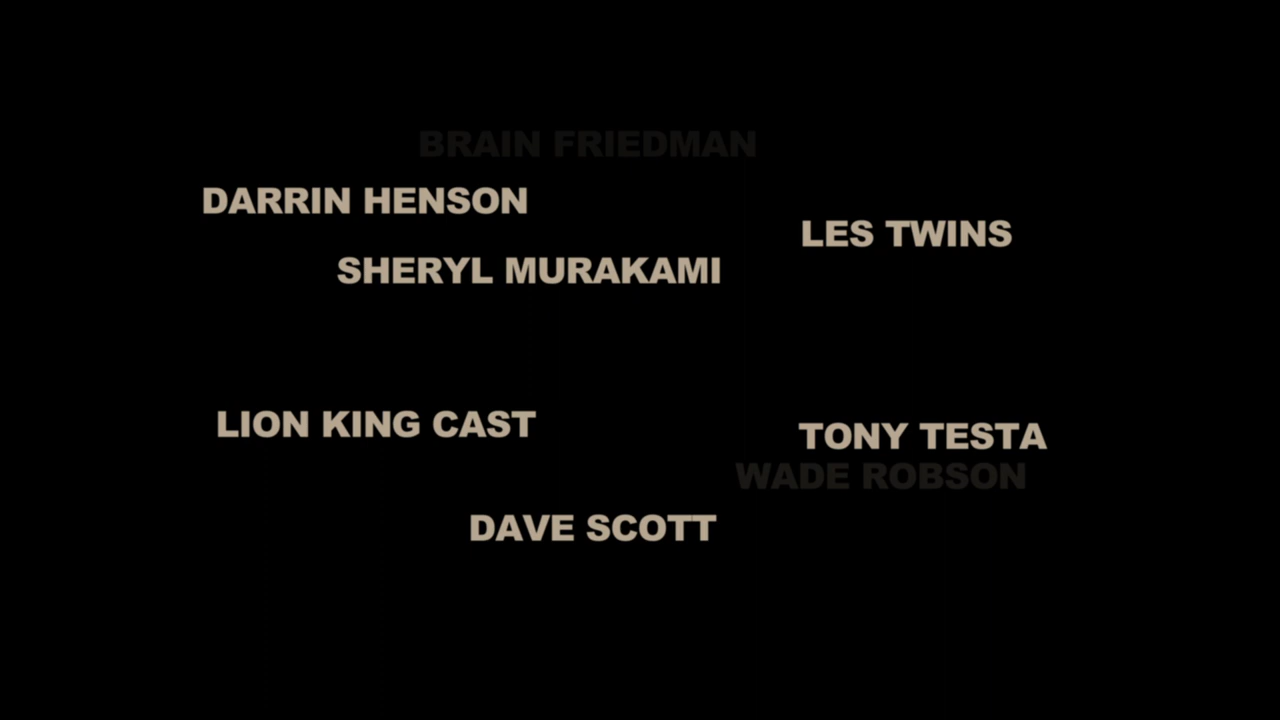 BRAIN FRIEDMAN
DARRIN HENSON
LES TWINS
SHERYL MURAKAMI
LION KING CAST
TONY TESTA
WADE ROBSON
DAVE SCOTT